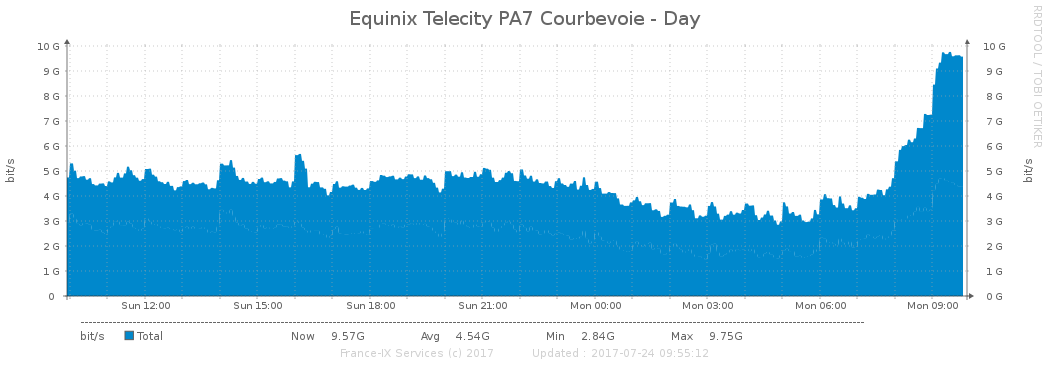 Equinix Telecity PA7 Courbevoie - Day
RRDTOOL / TOBI OETIKER
bit/s
10 G
9 G
8 G
7 G
6 G
5 G
4 G
3 G
2 G
1 G
0
10 G
9 G
8 G
7 G
6 G
5 G
4 G
3 G
2 G
1 G
0 G
bit/s
Sun 12:00 Sun 15:00 Sun 18:00 Sun 21:00 Mon 00:00 Mon 03:00 Mon 06:00 Mon 09:00
bit/s Total Now 9.57G Avg 4.54G Min 2.84G Max 9.75G
France-IX Services (c) 2017 Updated : 2017-07-24 09:55:12